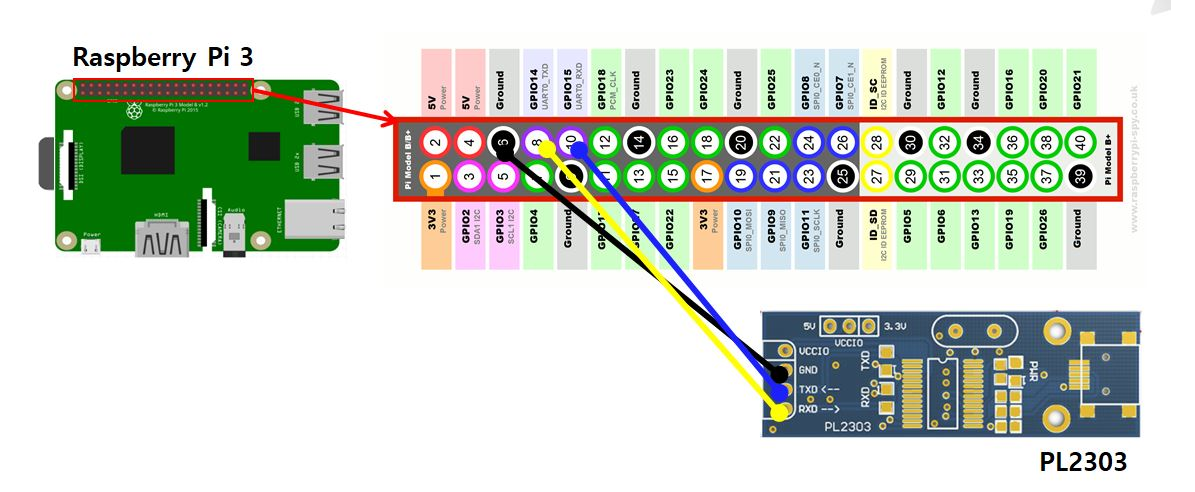 Raspberry Pi 3
Raspberry Pi 3 Model B v1.2
© Raspberry Pi 2015
USB 2x
USB 2x
ETHERNET
Audio
HDMI
Power
5V Power
5V Power
Ground
GPIO14 UART0_TXD
GPIO15 UART0_RXD
GPIO18 PCM_CLK
Ground
GPIO23
GPIO24
Ground
GPIO25
GPIO8 SPI_CE0_N
GPIO7 SPI_CE1_N
ID_SC I2C ID EEPROM
Ground
GPIO12
Ground
GPIO16
GPIO20
GPIO21
Pi Model B/B+
2 4 6 8 10 12 14 16 18 20 22 24 26 28 30 32 34 36 38 40
1 3 5 9 11 13 15 17 19 21 23 25 27 29 31 33 35 37 39
Pi Model B+
3V3 Power
GPIO2 SDA1 I2C
GPIO3 SCL1 I2C
GPIO4
Ground
GPIO22
3V3 Power
GPIO10 SPI0_MOSI
GPIO9 SPI0_MISO
GPIO11 SPI0_SCLK
Ground
ID_SD I2C ID EEPROM
GPIO5
GPIO6
GPIO13
GPIO19
GPIO26
Ground
www.raspberrypi-spy.co.uk
5V 3.3V
VCCIO
VCCIO
GND
TXD <--
RXD -->
TXD
RXD
PWR
PL2303
PL2303